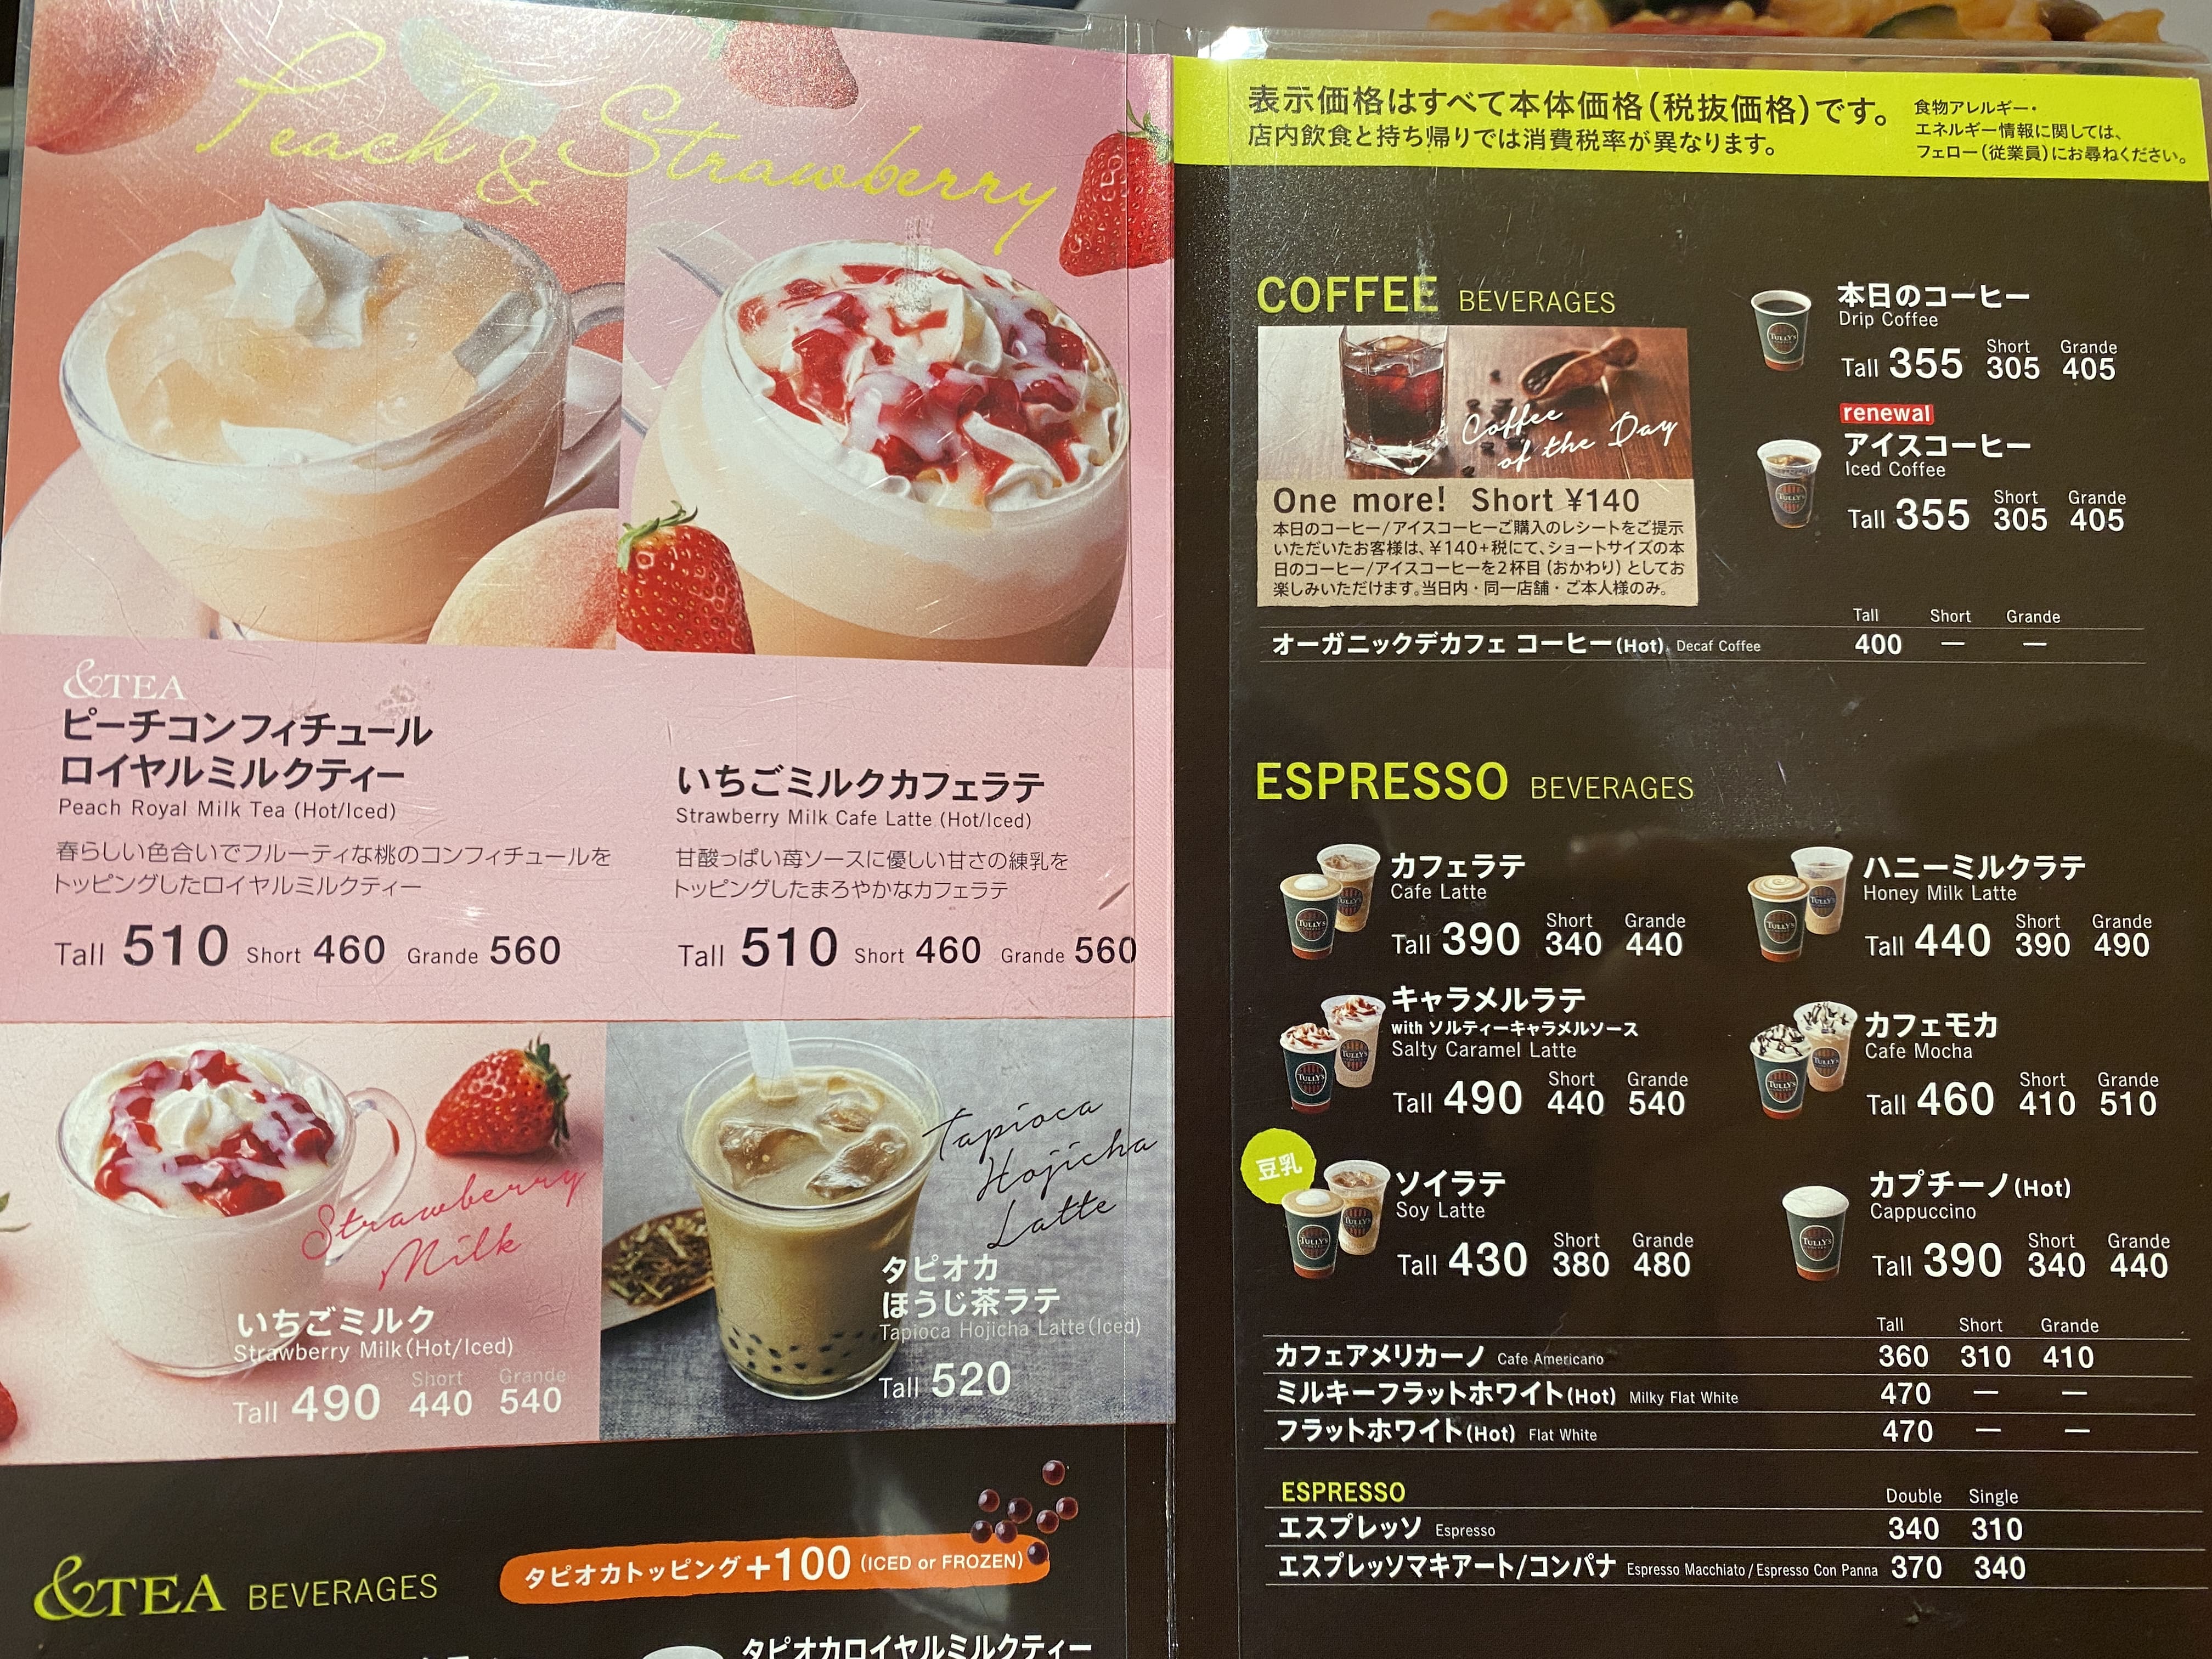 Peach & Strawberry
&TEA
ピーチコンフィチュール
ロイヤルミルクティー
Peach Royal Milk Tea (Hot/Iced)
春らしい色合いでフルーティな桃のコンフィチュールを
トッピングしたロイヤルミルクティー
Tall 510 Short 460 Grande 560
いちごミルクカフェラテ
Strawberry Milk Cafe Latte (Hot/Iced)
甘酸っぱい苺ソースに優しい甘さの練乳を
トッピングしたまろやかなカフェラテ
Tall 510 Short 460 Grande 560
Strawberry
Milk
いちごミルク
Strawberry Milk(Hot/Iced)
Short Grande
Tall 490 440 540
Tapioca
Hojicha
Latte
タピオカ
ほうじ茶ラテ
Tapioca Hojicha Latte(Iced)
Tall 520
&TEA BEVERAGES
タピオカトッピング+100 (ICED or FROZEN)
タピオカロイヤルミルクティー
表示価格はすべて本体価格(税抜価格)です。
店内飲食と持ち帰りでは消費税率が異なります。
食物アレルギー・
エネルギー情報に関しては、
フェロー(従業員)にお尋ねください。
COFFEE BEVERAGES
Coffee
of the Day
One more! Short ¥140
本日のコーヒー/アイスコーヒーご購入のレシートをご提示
いただいたお客様は、¥140+税にて、ショートサイズの本
日のコーヒー/アイスコーヒーを2杯目(おかわり)としてお
楽しみいただけます。当日内・同一店舗・ご本人様のみ。
TULLY'S
本日のコーヒー
Drip Coffee
Short Grande
Tall 355 305 405
renewal
TULLY'S
アイスコーヒー
Iced Coffee
Short Grande
Tall 355 305 405
Tall Short Grande
オーガニックデカフェ コーヒー(Hot) Decaf Coffee 400 — —
ESPRESSO BEVERAGES
TULLY'S
カフェラテ
Cafe Latte
Short Grande
Tall 390 340 440
TULLY'S
ハニーミルクラテ
Honey Milk Latte
Short Grande
Tall 440 390 490
TULLY'S
TULLY'S
キャラメルラテ
with ソルティーキャラメルソース
Salty Caramel Latte
Short Grande
Tall 490 440 540
TULLY'S
TULLY'S
カフェモカ
Cafe Mocha
Short Grande
Tall 460 410 510
豆乳
TULLY'S
TULLY'S
ソイラテ
Soy Latte
Short Grande
Tall 430 380 480
TULLY'S
カプチーノ(Hot)
Cappuccino
Short Grande
Tall 390 340 440
Tall Short Grande
カフェアメリカーノ Cafe Americano 360 310 410
ミルキーフラットホワイト(Hot) Milky Flat White 470 — —
フラットホワイト(Hot) Flat White 470 — —
ESPRESSO
Double Single
エスプレッソ Espresso 340 310
エスプレッソマキアート/コンパナ Espresso Macchiato / Espresso Con Panna 370 340